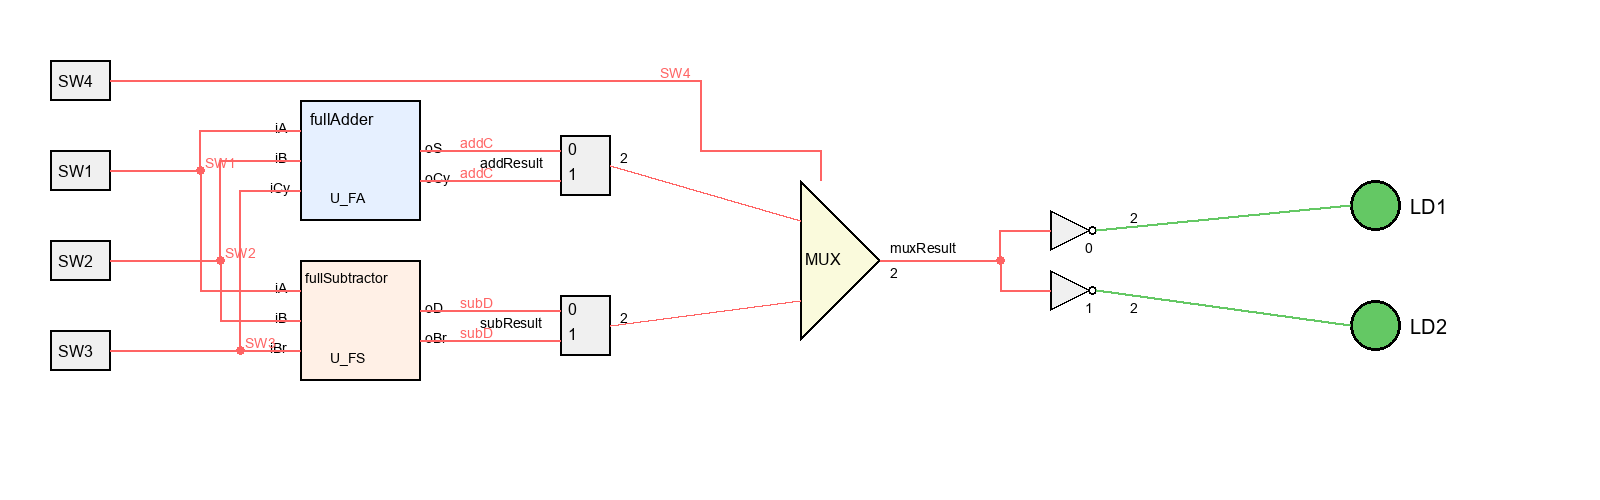 SW4
SW4
fullAdder
iA
iB
iCy
U_FA
oS
oCy
addC
addResult
addC
0
1
2
SW1
SW1
SW2
SW2
SW3
SW3
fullSubtractor
iA
iB
iBr
U_FS
oD
oBr
subD
subResult
subD
0
1
2
MUX
muxResult
2
2
0
1
2
LD1
LD2